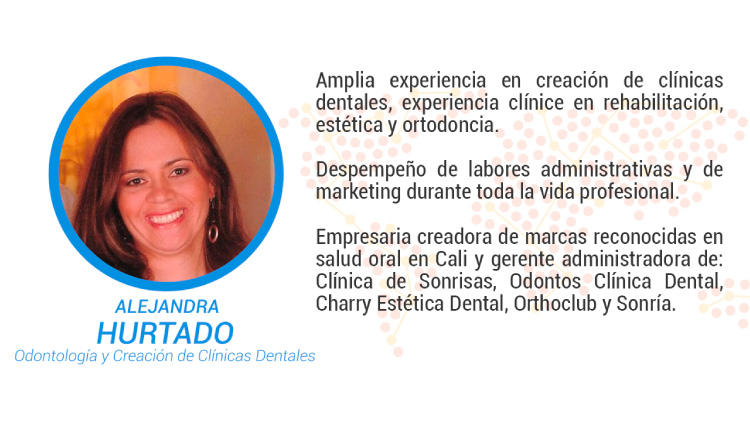 Amplia experiencia en creación de clínicas
dentales, experiencia clínice en rehabilitación,
estética y ortodoncia.
Despempeño de labores administrativas y de
marketing durante toda la vida profesional.
Empresaria creadora de marcas reconocidas en
salud oral en Cali y gerente administradora de:
Clínica de Sonrisas, Odontos Clínica Dental,
Charry Estética Dental, Orthoclub y Sonría.
ALEJANDRA
HURTADO
Odontología y Creación de Clínicas Dentales